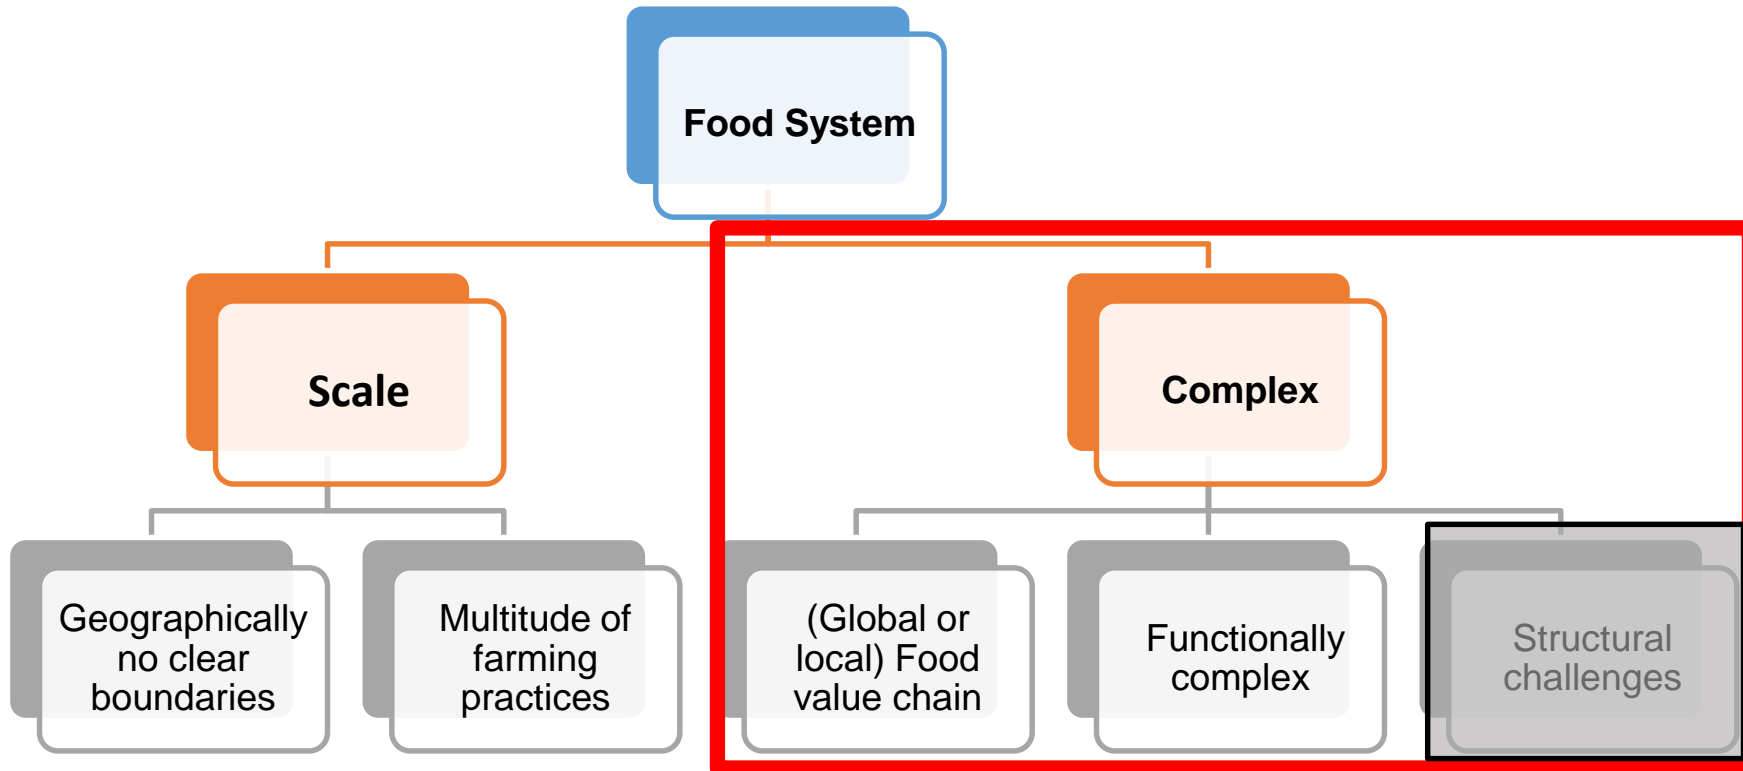 Food System
Scale
Complex
Geographically
no clear
boundaries
Multitude of
farming
practices
(Global or
local) Food
value chain
Functionally
complex
Structural
challenges